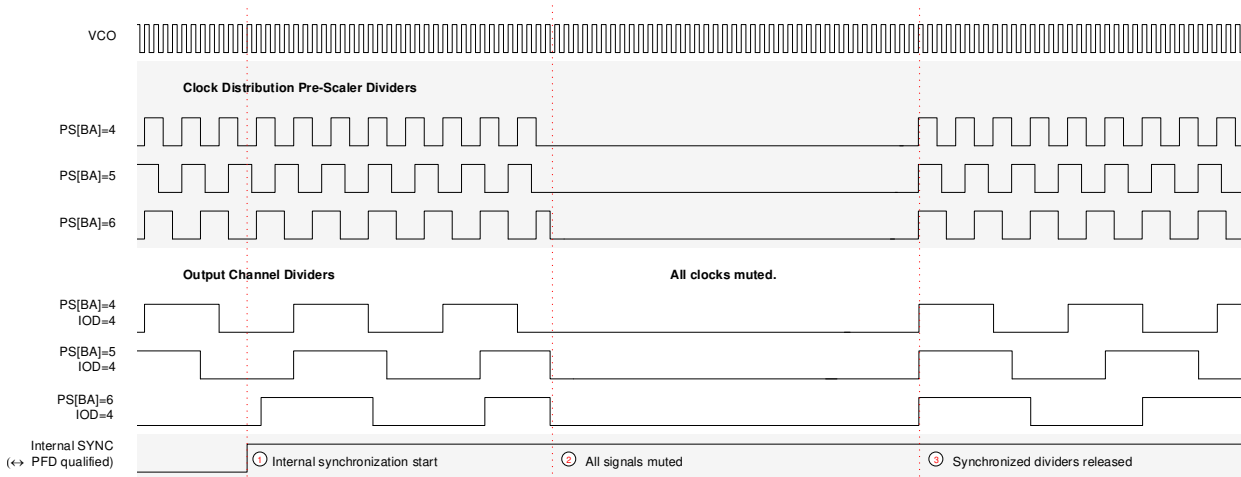 VCO
Clock Distribution Pre-Scaler Dividers
PS[BA]=4
PS[BA]=5
PS[BA]=6
Output Channel Dividers
All clocks muted.
PS[BA]=4
IOD=4
PS[BA]=5
IOD=4
PS[BA]=6
IOD=4
Internal SYNC
(↔ PFD qualified)
① Internal synchronization start
② All signals muted
③ Synchronized dividers released